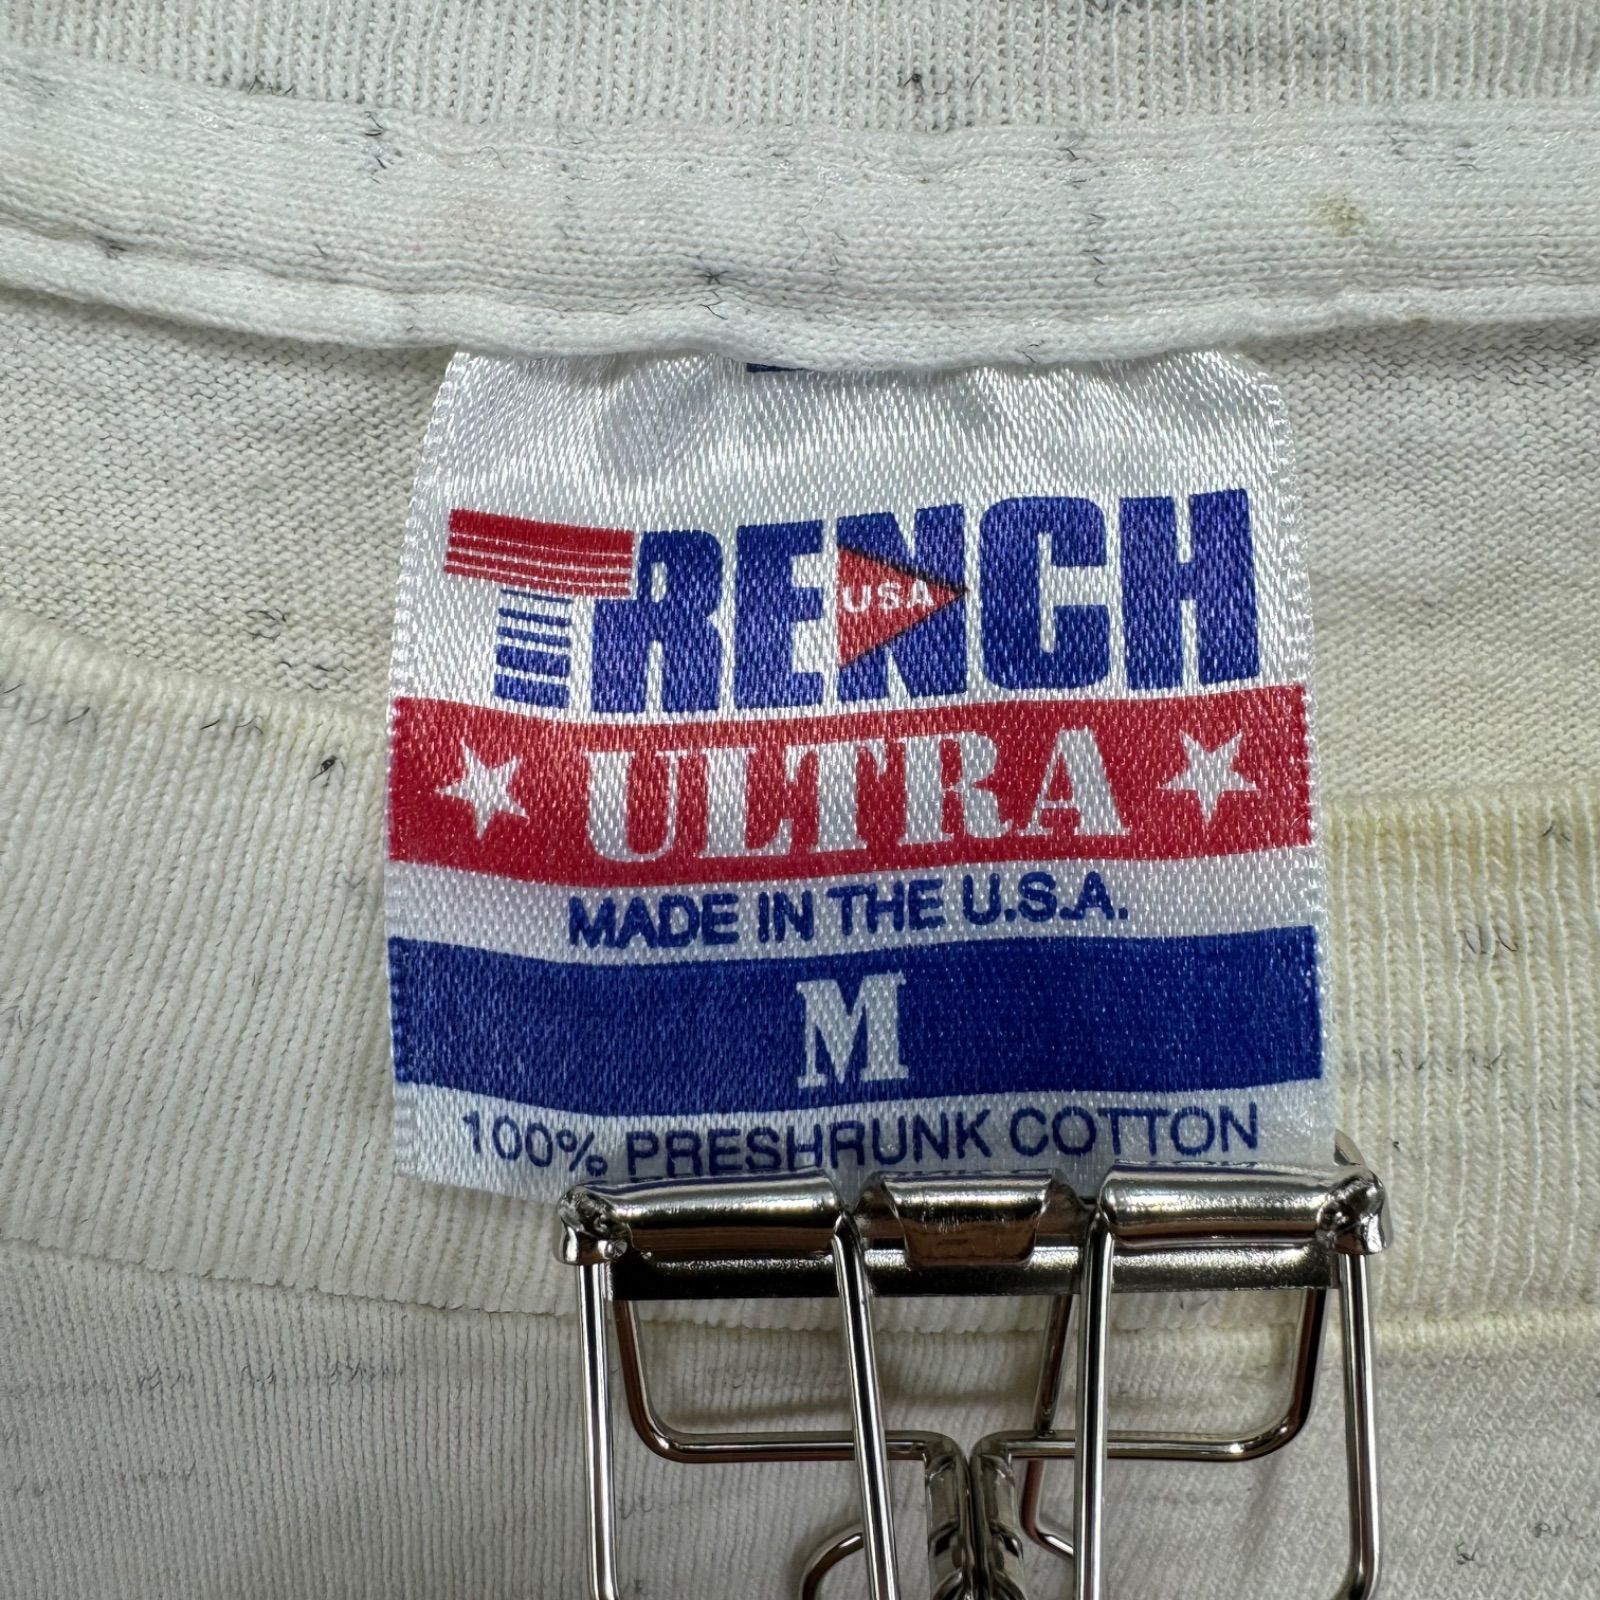 TRENCH
USA
ULTRA
MADE IN THE U.S.A.
M
100% PRESHRUNK COTTON